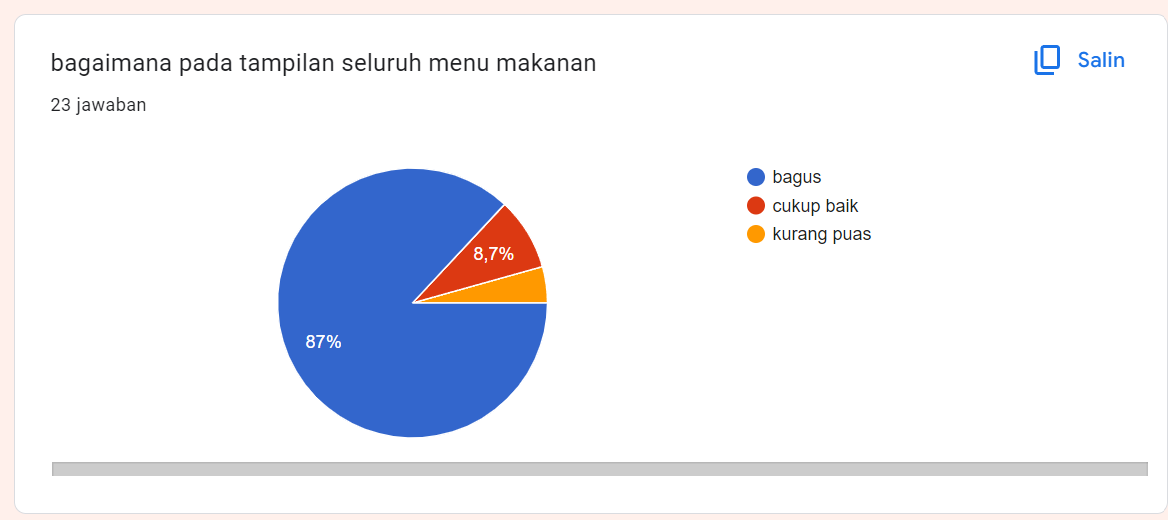 bagaimana pada tampilan seluruh menu makanan
Salin
23 jawaban
bagus
cukup baik
kurang puas
8,7%
87%